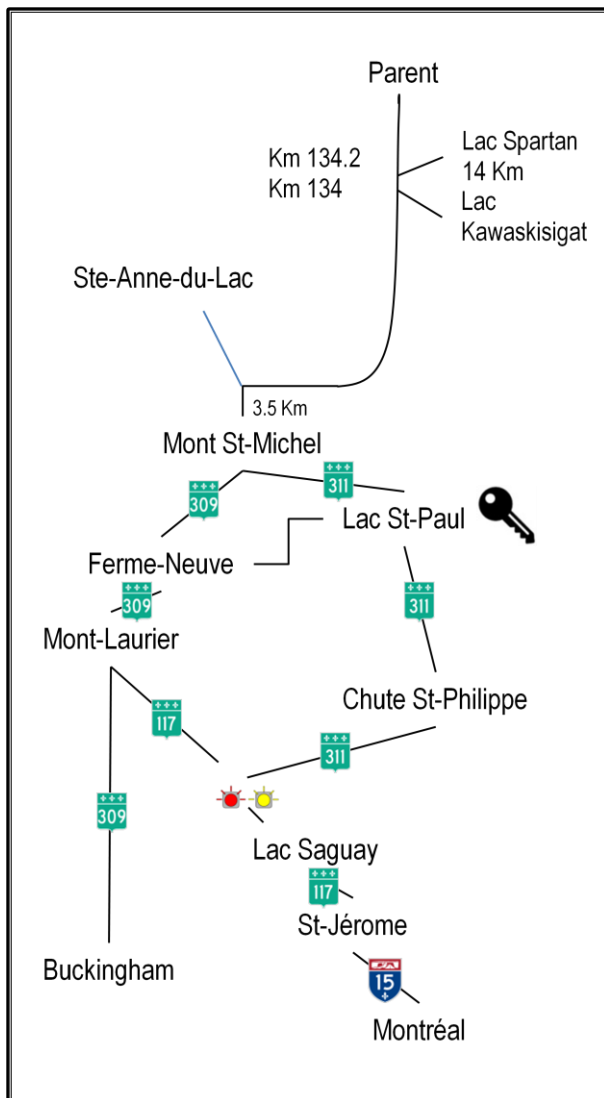 Parent
Km 134.2
Km 134
Lac Spartan
14 Km
Lac
Kawaskisigat
Ste-Anne-du-Lac
3.5 Km
Mont St-Michel
309
311
Lac St-Paul
Ferme-Neuve
309
311
Mont-Laurier
Chute St-Philippe
117
311
309
Lac Saguay
117
St-Jérome
Buckingham
15
Montréal